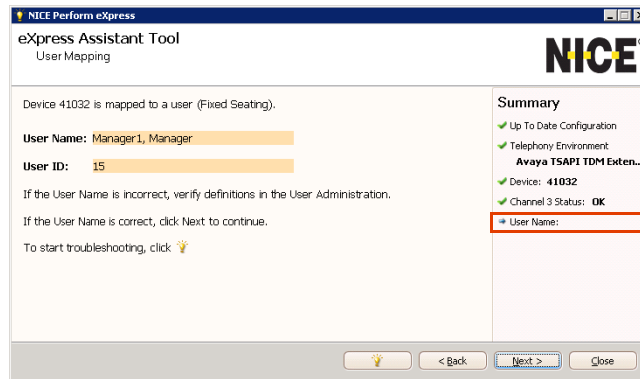 NICE Perform eXpress
eXpress Assistant Tool
User Mapping
NICE
Device 41032 is mapped to a user (Fixed Seating).
User Name: Manager1, Manager
User ID: 15
If the User Name is incorrect, verify definitions in the User Administration.
If the User Name is correct, click Next to continue.
To start troubleshooting, click
Summary
Up To Date Configuration
Telephony Environment
Avaya TSAPI TDM Exten...
Device: 41032
Channel 3 Status: OK
User Name:
< Back
Next >
Close